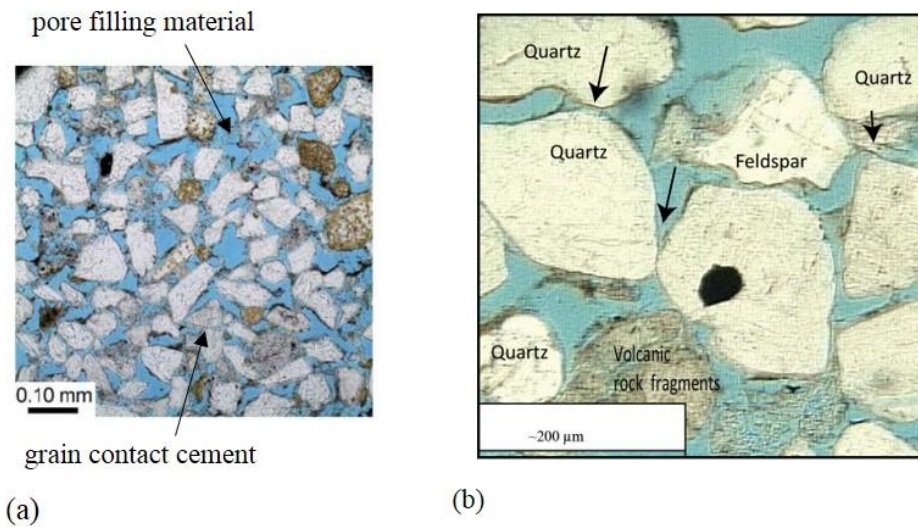 pore filling material
0.10 mm
grain contact cement
(a)
Quartz
Quartz
Quartz
Feldspar
Quartz
Volcanic
rock fragments
~200 µm
(b)